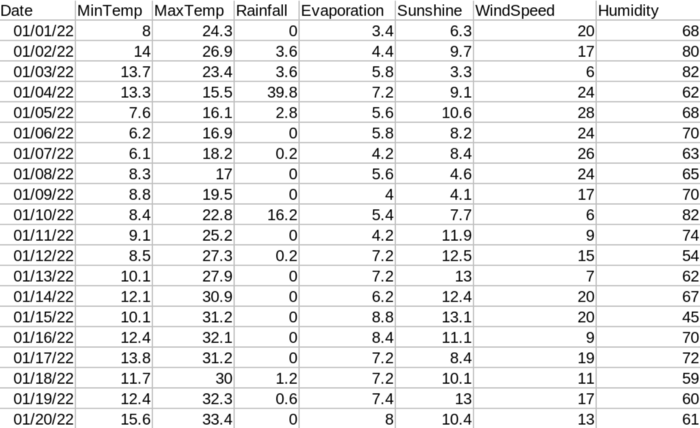 Date MinTemp MaxTemp Rainfall Evaporation Sunshine WindSpeed Humidity
01/01/22 8 24.3 0 3.4 6.3 20 68
01/02/22 14 26.9 3.6 4.4 9.7 17 80
01/03/22 13.7 23.4 3.6 5.8 3.3 6 82
01/04/22 13.3 15.5 39.8 7.2 9.1 24 62
01/05/22 7.6 16.1 2.8 5.6 10.6 28 68
01/06/22 6.2 16.9 0 5.8 8.2 24 70
01/07/22 6.1 18.2 0.2 4.2 8.4 26 63
01/08/22 8.3 17 0 5.6 4.6 24 65
01/09/22 8.8 19.5 0 4 4.1 17 70
01/10/22 8.4 22.8 16.2 5.4 7.7 6 82
01/11/22 9.1 25.2 0 4.2 11.9 9 74
01/12/22 8.5 27.3 0.2 7.2 12.5 15 54
01/13/22 10.1 27.9 0 7.2 13 7 62
01/14/22 12.1 30.9 0 6.2 12.4 20 67
01/15/22 10.1 31.2 0 8.8 13.1 20 45
01/16/22 12.4 32.1 0 8.4 11.1 9 70
01/17/22 13.8 31.2 0 7.2 8.4 19 72
01/18/22 11.7 30 1.2 7.2 10.1 11 59
01/19/22 12.4 32.3 0.6 7.4 13 17 60
01/20/22 15.6 33.4 0 8 10.4 13 61